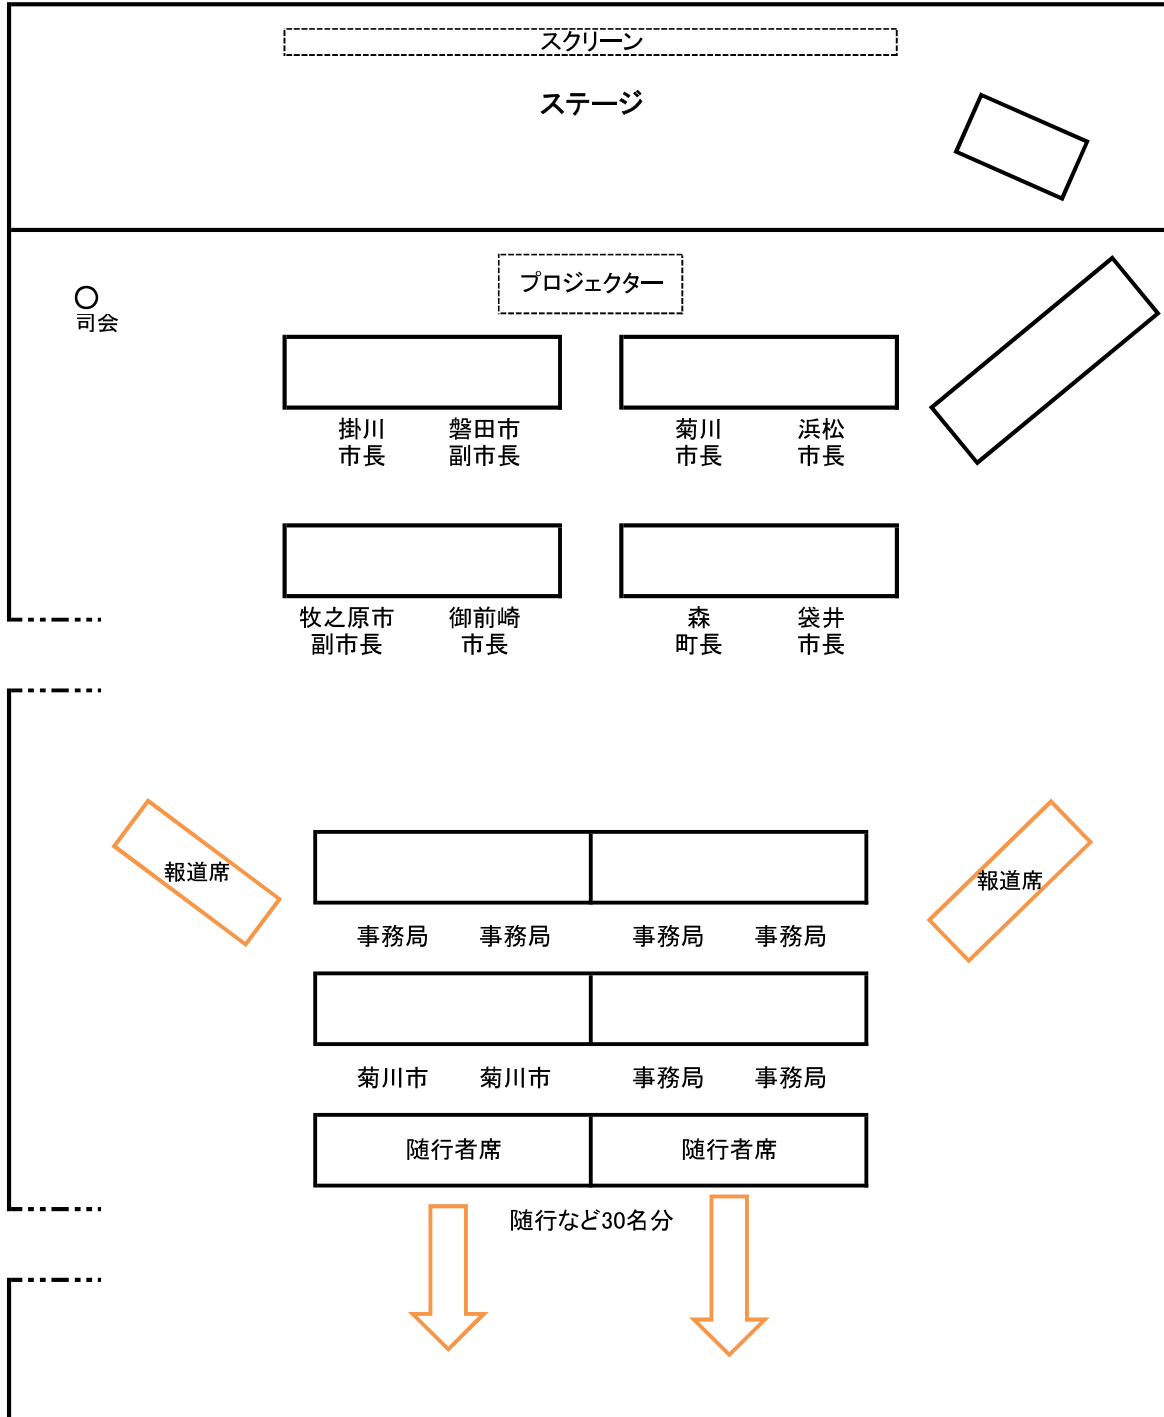 スクリーン
ステージ
プロジェクター
司会
掛川
市長
磐田市
副市長
菊川
市長
浜松
市長
牧之原市
副市長
御前崎
市長
森
町長
袋井
市長
報道席
報道席
事務局 事務局 事務局 事務局
菊川市 菊川市 事務局 事務局
随行者席 随行者席
随行など30名分